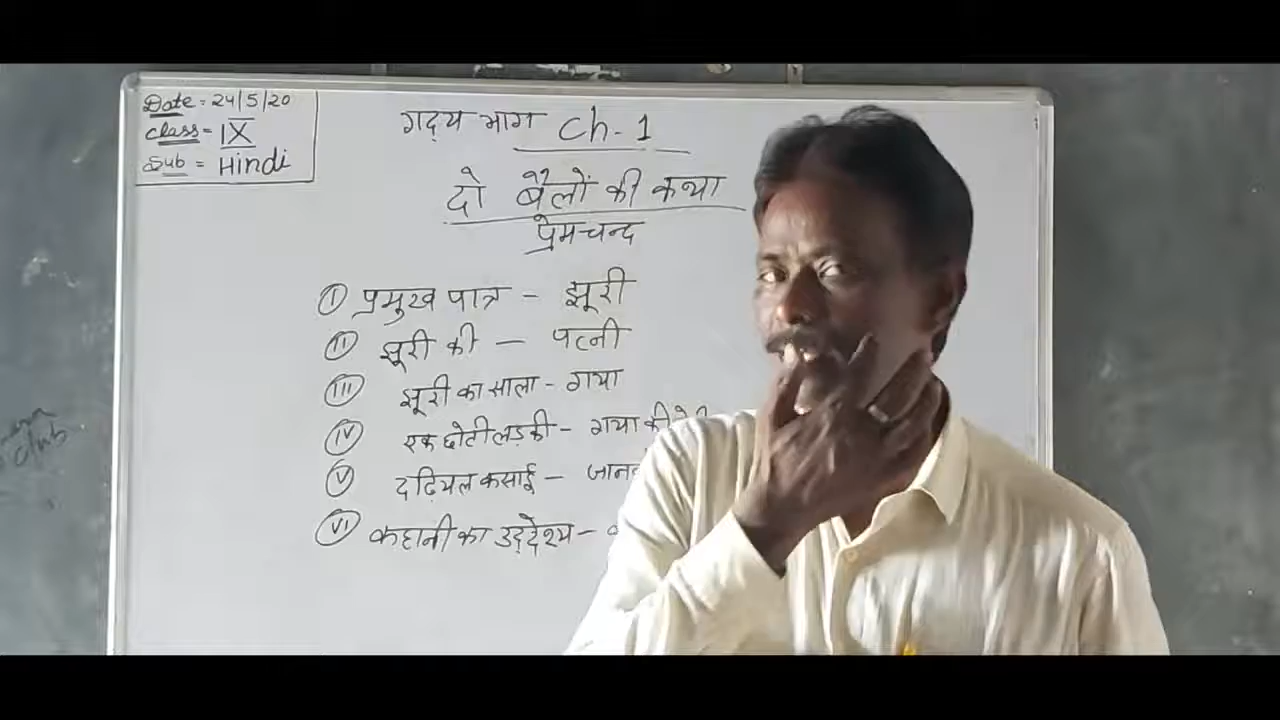 Date = 24/5/20
Class = IX
Sub = Hindi
गद्य भाग Ch - 1
दो बैलों की कथा
प्रेमचन्द
I प्रमुख पात्र - झूरी
II झूरी की - पत्नी
III झूरी का साला - गया
IV एक छोटी लड़की - गया की
V दढ़ियल कसाई -
VI कहानी का उद्देश्य -
club